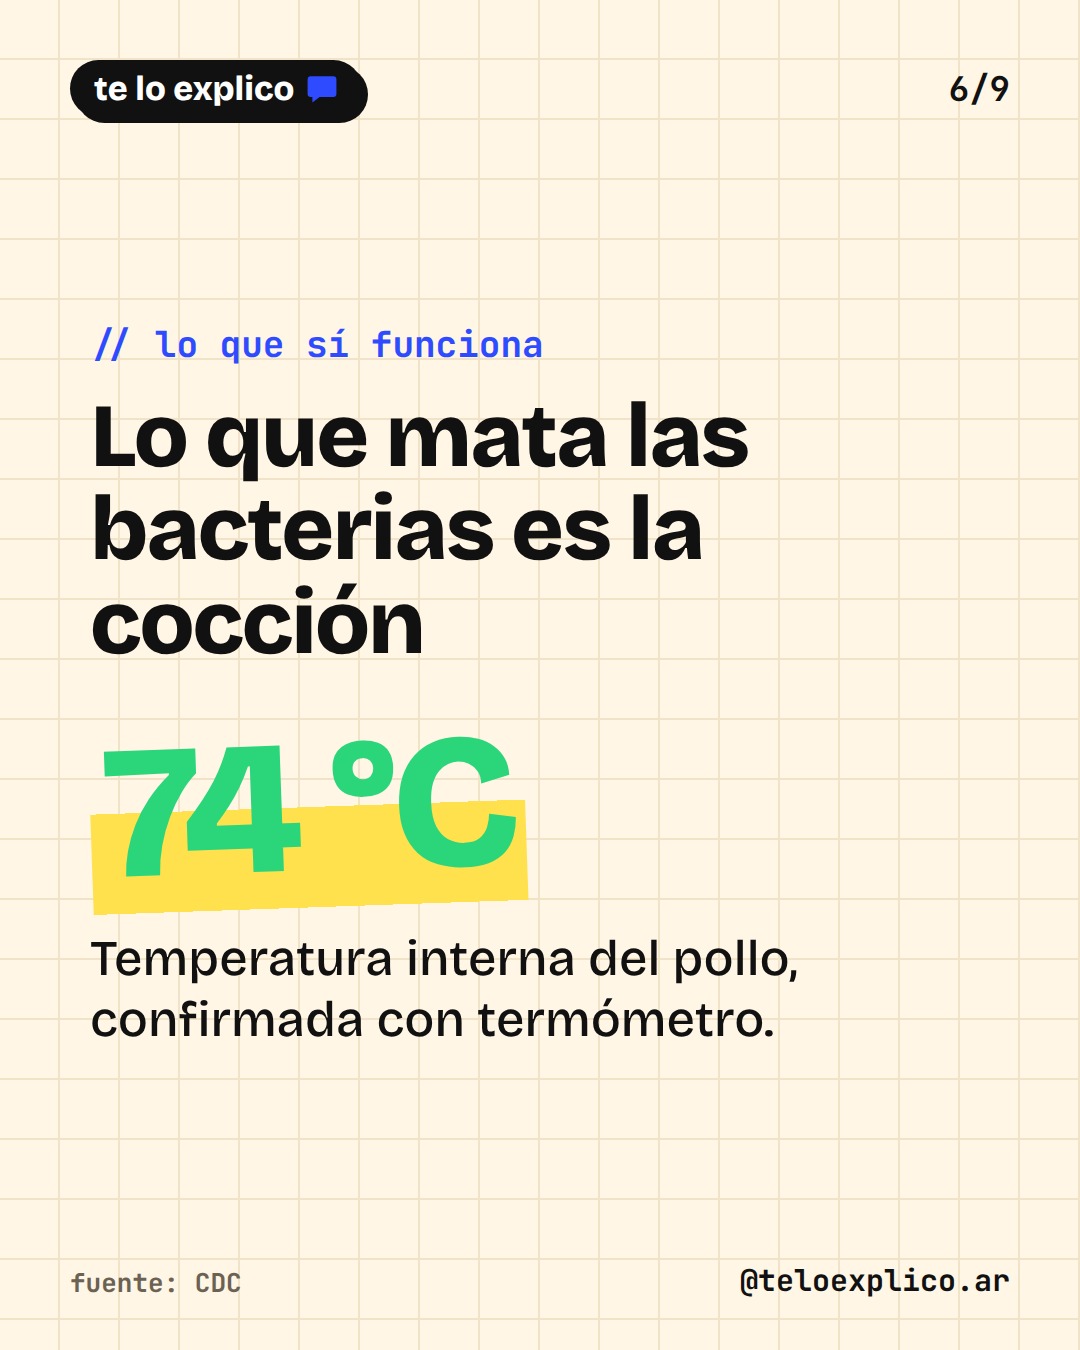 te lo explico
6/9
// lo que sí funciona
Lo que mata las
bacterias es la
cocción
74 °C
Temperatura interna del pollo,
confirmada con termómetro.
fuente: CDC
@teloexplico.ar